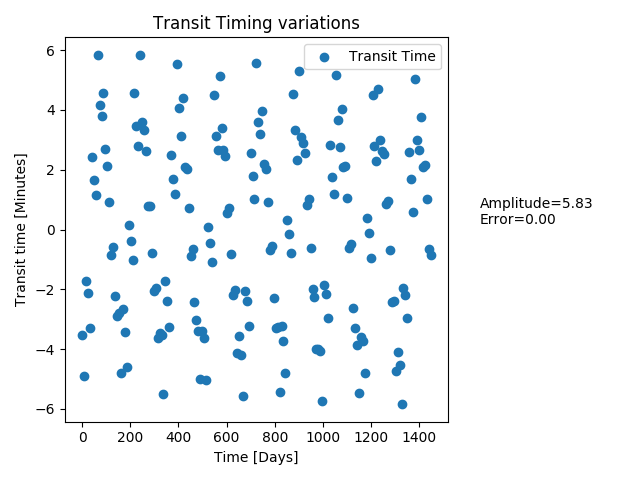 Transit Timing variations
Transit Time
6
4
2
0
−2
−4
−6
Transit time [Minutes]
Amplitude=5.83
Error=0.00
0 200 400 600 800 1000 1200 1400
Time [Days]